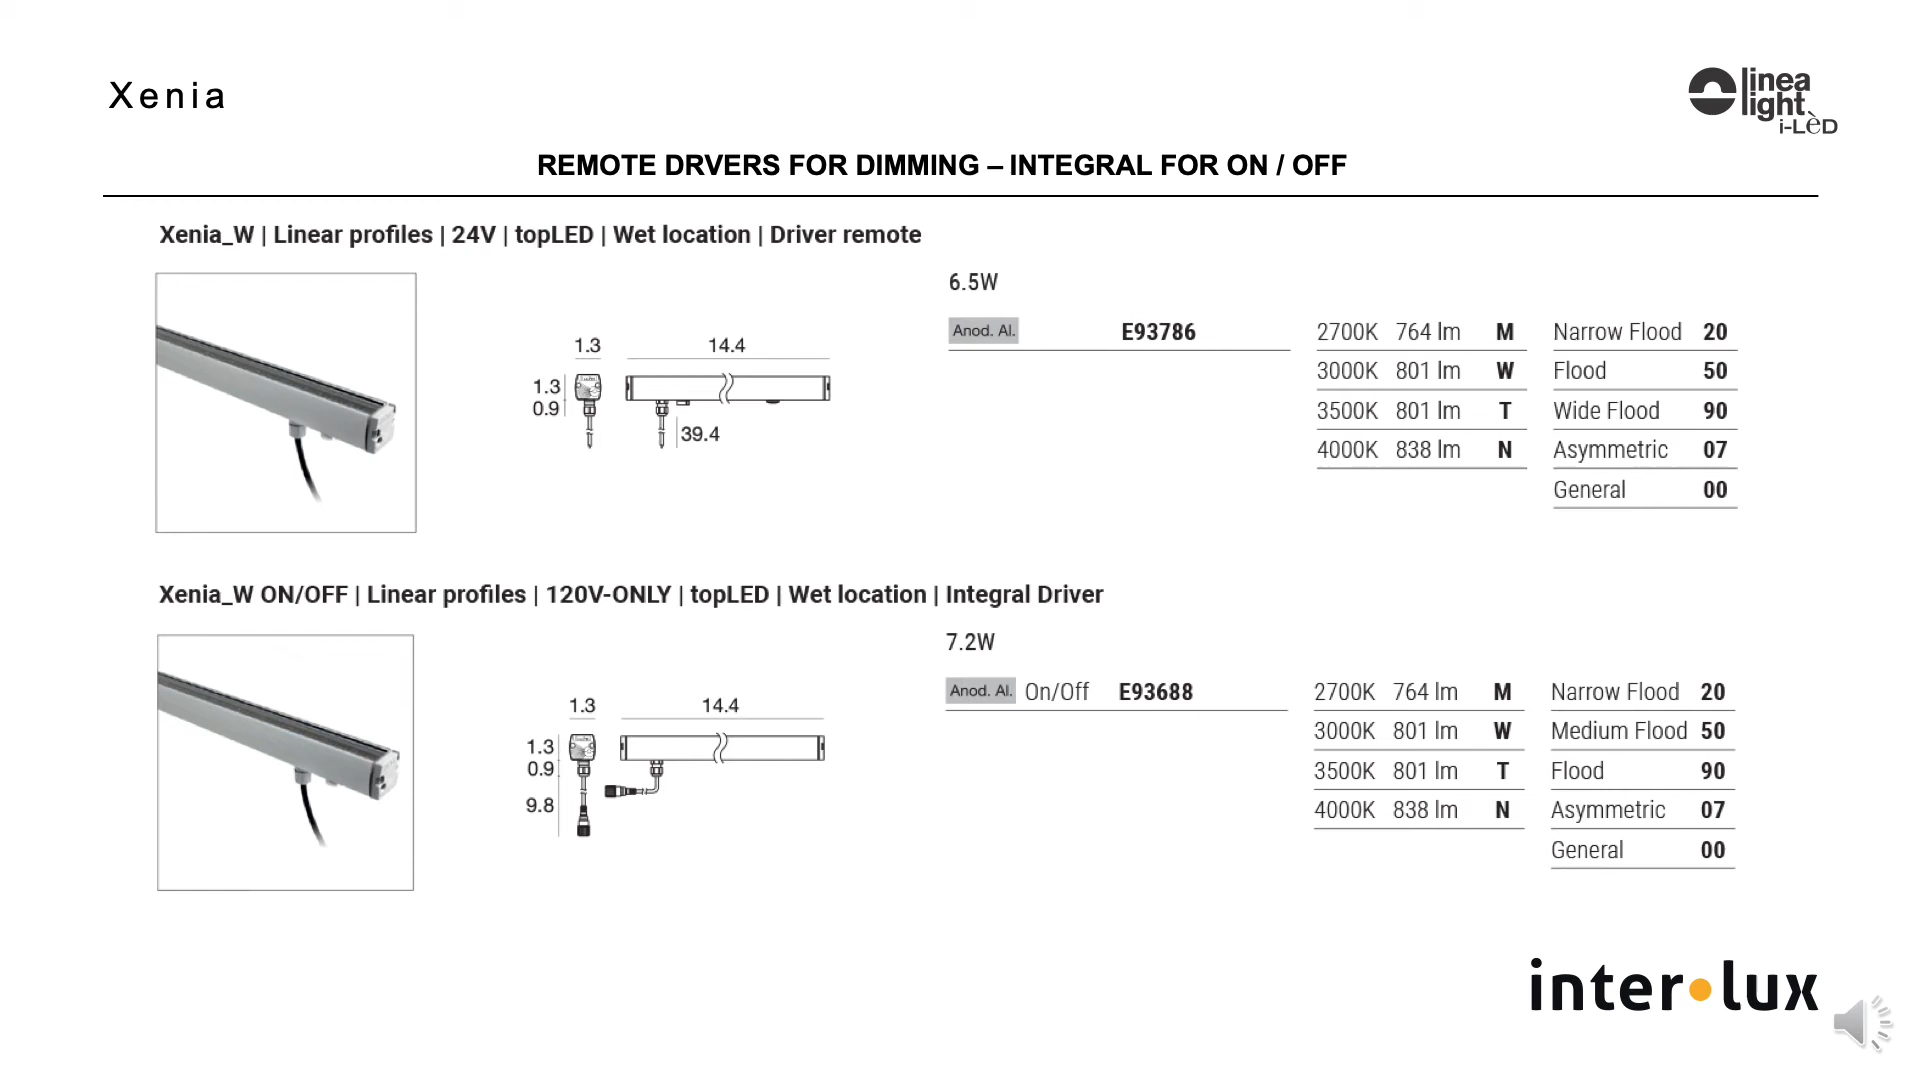 Xenia
linea
light
i-LèD
REMOTE DRVERS FOR DIMMING – INTEGRAL FOR ON / OFF
Xenia_W | Linear profiles | 24V | topLED | Wet location | Driver remote
1.3
14.4
1.3
0.9
39.4
6.5W
Anod. Al. E93786
2700K 764 lm M
3000K 801 lm W
3500K 801 lm T
4000K 838 lm N
Narrow Flood 20
Flood 50
Wide Flood 90
Asymmetric 07
General 00
Xenia_W ON/OFF | Linear profiles | 120V-ONLY | topLED | Wet location | Integral Driver
1.3
14.4
1.3
0.9
9.8
7.2W
Anod. Al. On/Off E93688
2700K 764 lm M
3000K 801 lm W
3500K 801 lm T
4000K 838 lm N
Narrow Flood 20
Medium Flood 50
Flood 90
Asymmetric 07
General 00
inter•lux